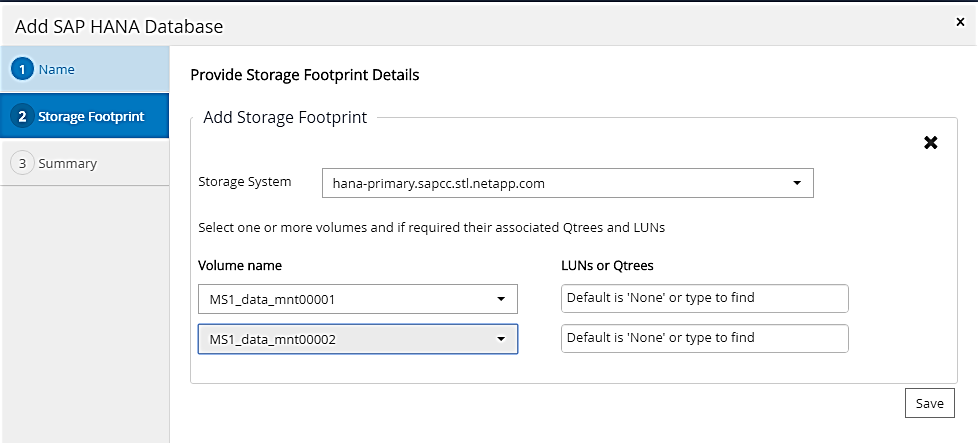 Add SAP HANA Database
×
1 Name
2 Storage Footprint
3 Summary
Provide Storage Footprint Details
Add Storage Footprint
Storage System
hana-primary.sapcc.stl.netapp.com
Select one or more volumes and if required their associated Qtrees and LUNs
Volume name
LUNs or Qtrees
MS1_data_mnt00001
Default is 'None' or type to find
MS1_data_mnt00002
Default is 'None' or type to find
Save